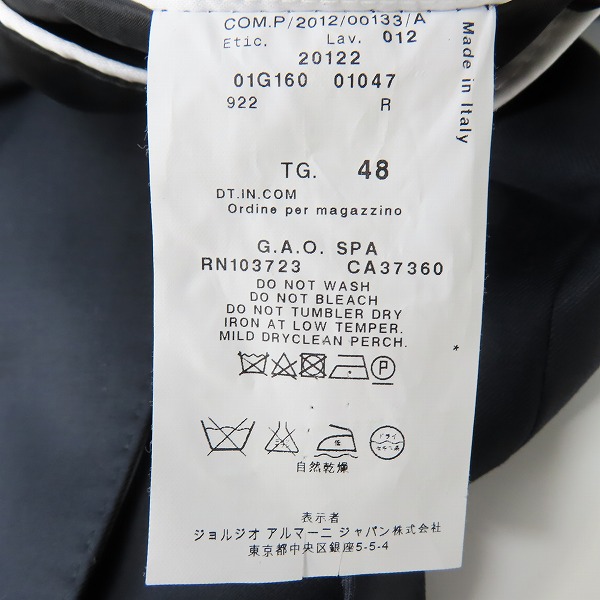 COM.P/2012/00133/A
Etic. Lav. 012
20122
01G160 01047
922 R
Made in Italy
TG. 48
DT.IN.COM
Ordine per magazzino
G.A.O. SPA
RN103723 CA37360
DO NOT WASH
DO NOT BLEACH
DO NOT TUMBLER DRY
IRON AT LOW TEMPER.
MILD DRYCLEAN PERCH.
*
P
ドライ
自然乾燥
表示者
ジョルジオ アルマーニ ジャパン株式会社
東京都中央区銀座5-5-4